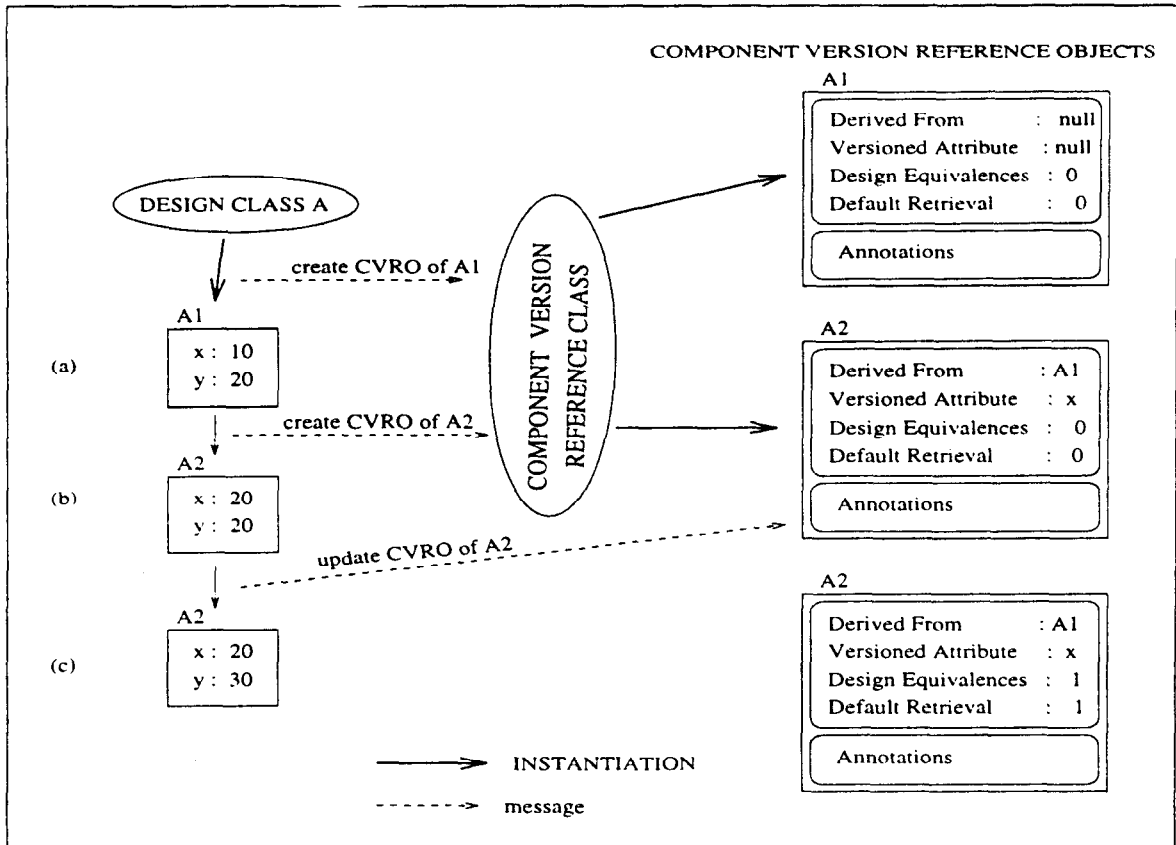 COMPONENT VERSION REFERENCE OBJECTS
A1
Derived From : null
Versioned Attribute : null
Design Equivalences : 0
Default Retrieval : 0
Annotations
DESIGN CLASS A
create CVRO of A1
COMPONENT VERSION
REFERENCE CLASS
A1
(a)
x : 10
y : 20
create CVRO of A2
A2
Derived From : A1
Versioned Attribute : x
Design Equivalences : 0
Default Retrieval : 0
Annotations
A2
(b)
x : 20
y : 20
update CVRO of A2
A2
(c)
x : 20
y : 30
A2
Derived From : A1
Versioned Attribute : x
Design Equivalences : 1
Default Retrieval : 1
Annotations
INSTANTIATION
message